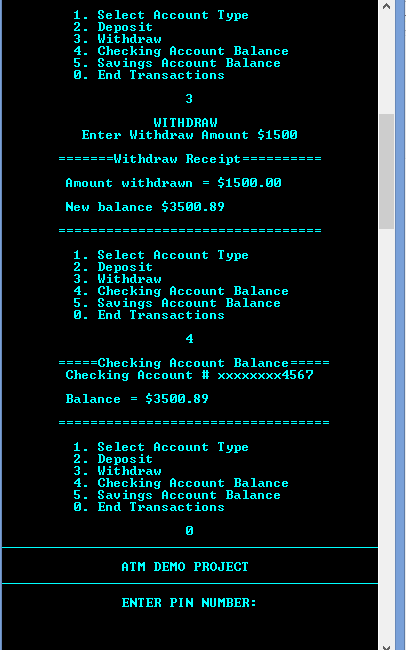 1. Select Account Type
2. Deposit
3. Withdraw
4. Checking Account Balance
5. Savings Account Balance
0. End Transactions
3
WITHDRAW
Enter Withdraw Amount $1500
=======Withdraw Receipt==========
Amount withdrawn = $1500.00
New balance $3500.89
=================================
1. Select Account Type
2. Deposit
3. Withdraw
4. Checking Account Balance
5. Savings Account Balance
0. End Transactions
4
=====Checking Account Balance=====
Checking Account # xxxxxxxx4567
Balance = $3500.89
==================================
1. Select Account Type
2. Deposit
3. Withdraw
4. Checking Account Balance
5. Savings Account Balance
0. End Transactions
0
ATM DEMO PROJECT
ENTER PIN NUMBER: